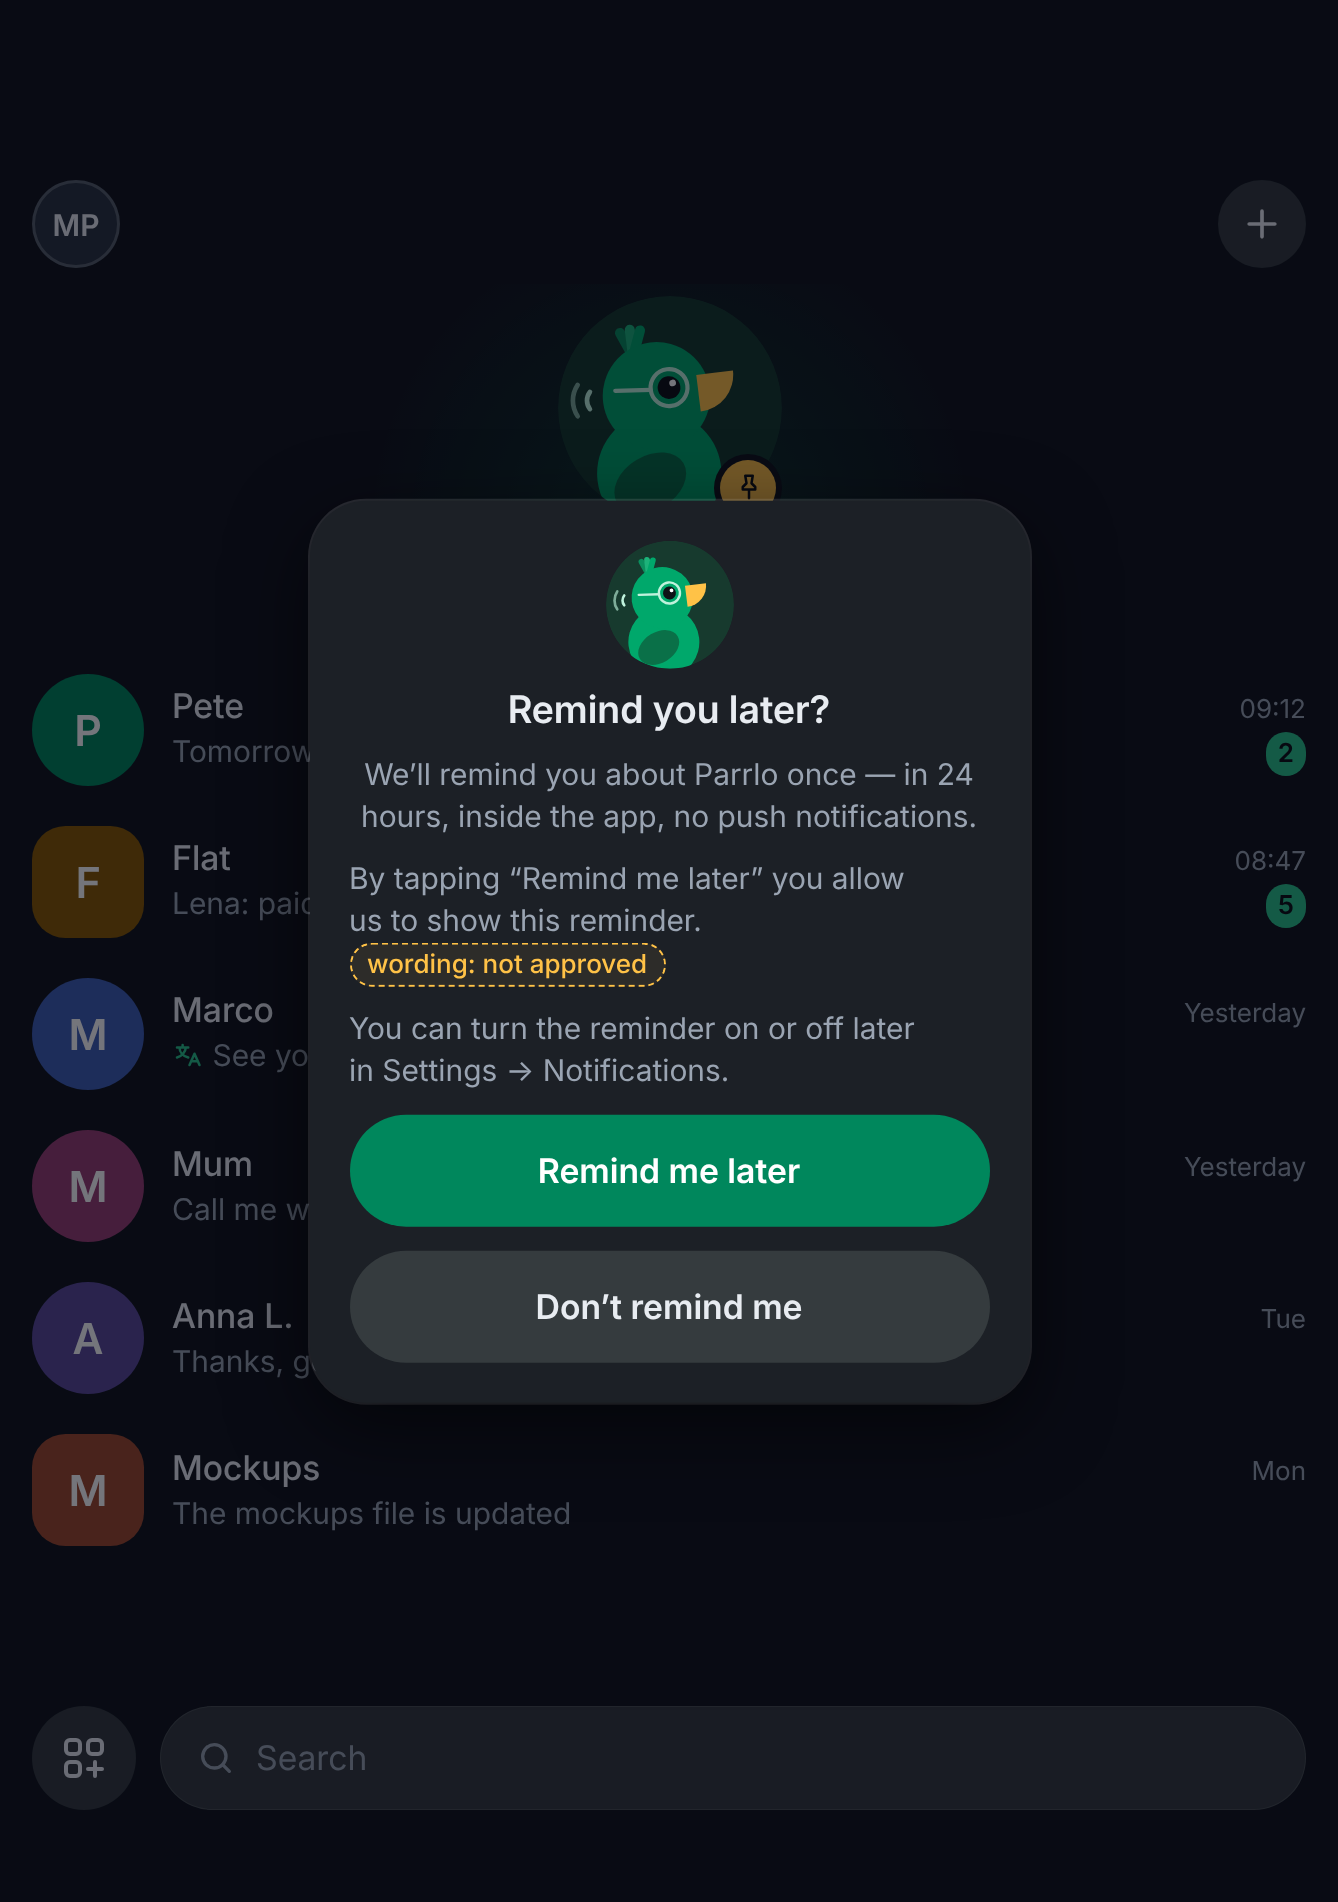 MP
Remind you later?
We’ll remind you about Parrlo once — in 24
hours, inside the app, no push notifications.
By tapping “Remind me later” you allow
us to show this reminder.
wording: not approved
You can turn the reminder on or off later
in Settings → Notifications.
Remind me later
Don’t remind me
P
Pete
09:12
Tomorrow
2
F
Flat
08:47
Lena: paid
5
M
Marco
Yesterday
See yo
M
Mum
Yesterday
Call me w
A
Anna L.
Tue
Thanks, g
M
Mockups
Mon
The mockups file is updated
Search